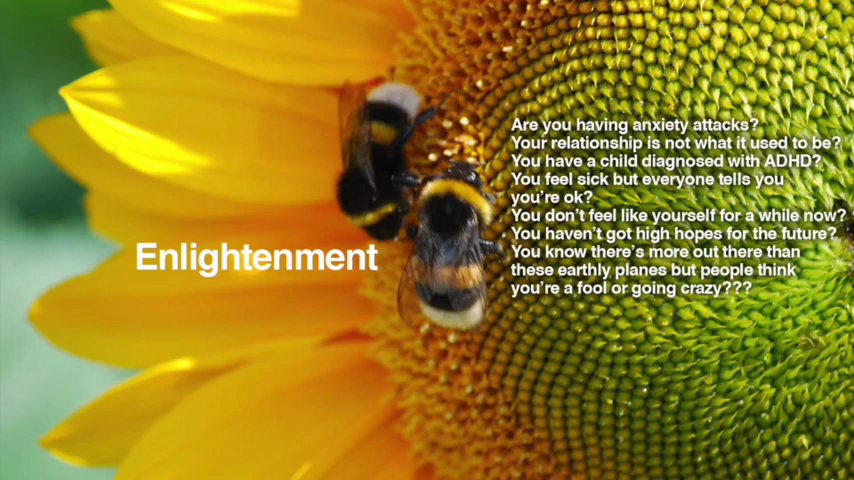 Enlightenment
Are you having anxiety attacks?
Your relationship is not what it used to be?
You have a child diagnosed with ADHD?
You feel sick but everyone tells you
you're ok?
You don't feel like yourself for a while now?
You haven't got high hopes for the future?
You know there's more out there than
these earthly planes but people think
you're a fool or going crazy???